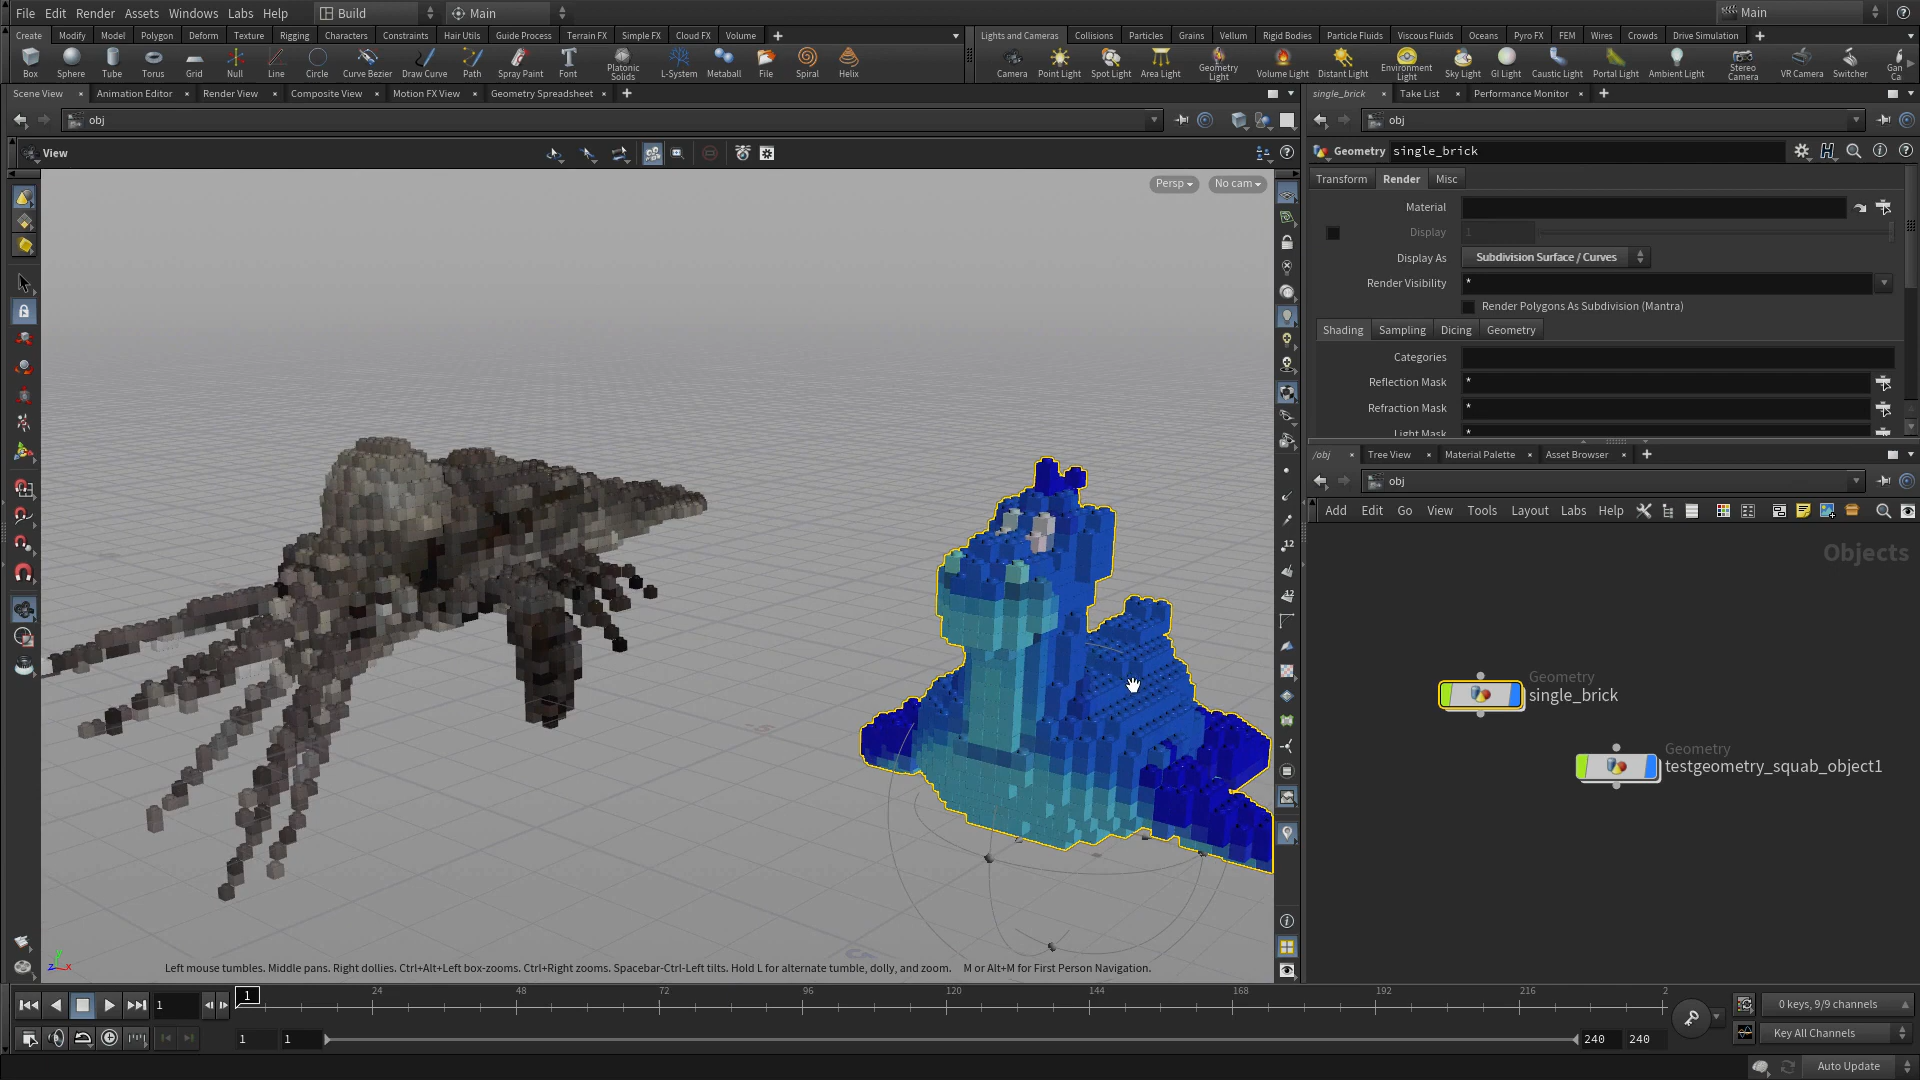 File Edit Render Assets Windows Labs Help Build Main Main
Create Modify Model Polygon Deform Texture Rigging Characters Constraints Hair Utils Guide Process Terrain FX Simple FX Cloud FX Volume
Lights and Cameras Collisions Particles Grains Vellum Rigid Bodies Particle Fluids Viscous Fluids Oceans Pyro FX FEM Wires Crowds Drive Simulation
Box Sphere Tube Torus Grid Null Line Circle Curve Bezier Draw Curve Path Spray Paint Font Platonic Solids L-System Metaball File Spiral Helix
Camera Point Light Spot Light Area Light Geometry Light Volume Light Distant Light Environment Light Sky Light GI Light Caustic Light Portal Light Ambient Light Stereo Camera VR Camera Switcher Gan Ca
Scene View Animation Editor Render View Composite View Motion FX View Geometry Spreadsheet
single_brick Take List Performance Monitor
obj
obj
View
Geometry single_brick
Persp No cam
Transform Render Misc
Material
Display 1
Display As Subdivision Surface / Curves
Render Visibility *
Render Polygons As Subdivision (Mantra)
Shading Sampling Dicing Geometry
Categories
Reflection Mask *
Refraction Mask *
Light Mask *
/obj Tree View Material Palette Asset Browser
obj
Add Edit Go View Tools Layout Labs Help
Objects
12
12
Geometry
single_brick
Geometry
testgeometry_squab_object1
y
z x
Left mouse tumbles. Middle pans. Right dollies. Ctrl+Alt+Left box-zooms. Ctrl+Right zooms. Spacebar-Ctrl-Left tilts. Hold L for alternate tumble, dolly, and zoom. M or Alt+M for First Person Navigation.
1 1 24 48 72 96 120 144 168 192 216 2
0 keys, 9/9 channels
1 1 240 240
Key All Channels
Auto Update